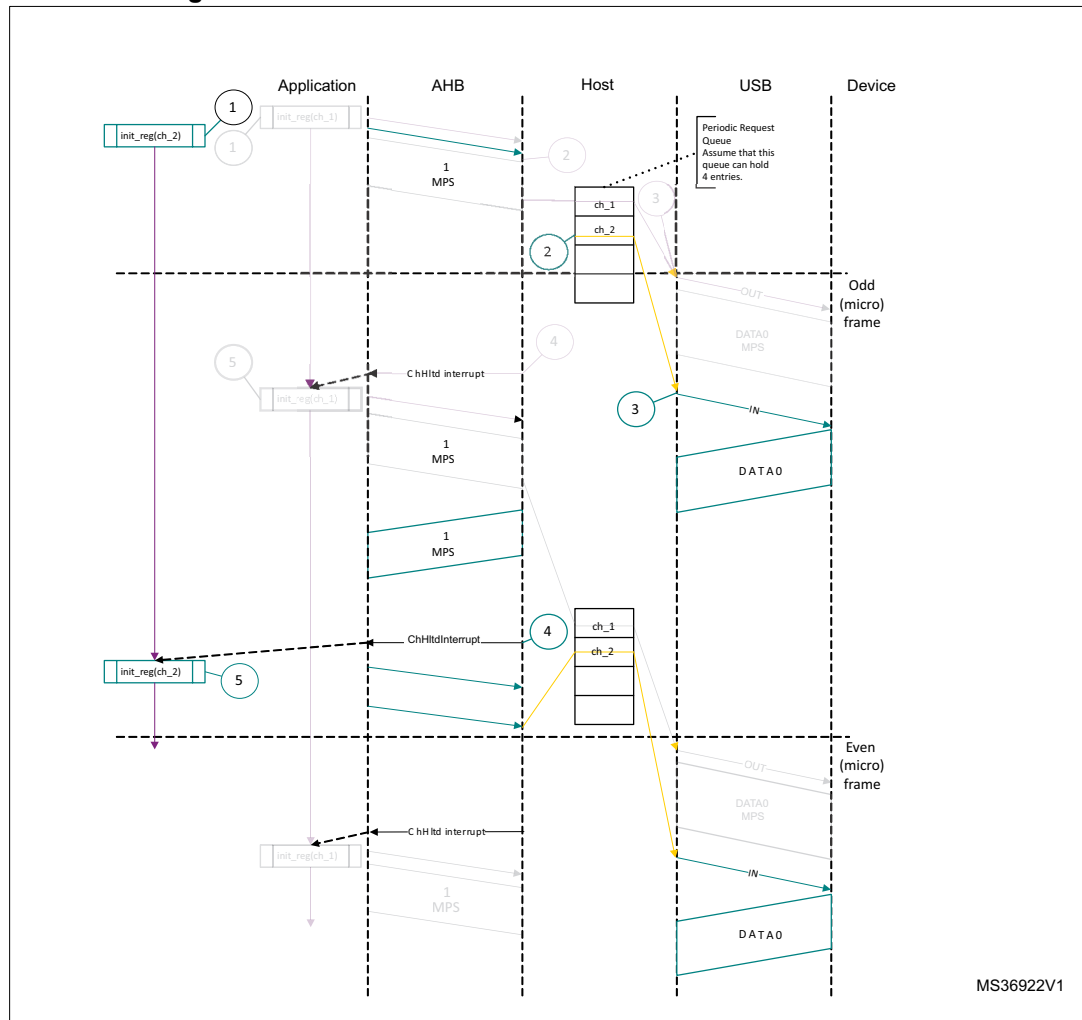 Application
AHB
Host
USB
Device
1
init_reg(ch_2)
init_reg(ch_1)
1
2
1
MPS
Periodic Request
Queue
Assume that this
queue can hold
4 entries.
3
ch_1
ch_2
2
Odd
(micro)
frame
OUT
DATA0
MPS
4
5
ChHltd interrupt
init_reg(ch_1)
3
IN
1
MPS
DATA0
1
MPS
ChHltdInterrupt
4
ch_1
ch_2
init_reg(ch_2)
5
Even
(micro)
frame
OUT
DATA0
MPS
ChHltd interrupt
init_reg(ch_1)
1
MPS
IN
DATA0
MS36922V1